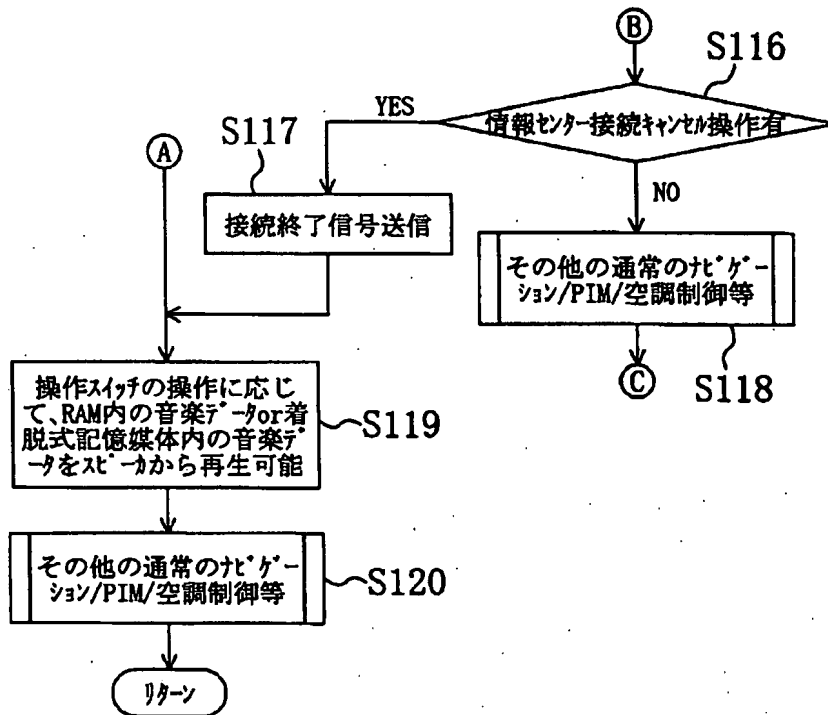 B
S116
情報ｾﾝﾀｰ接続ｷｬﾝｾﾙ操作有
YES
NO
A
S117
接続終了信号送信
その他の通常のﾅﾋﾞｹﾞｰ
ｼｮﾝ/PIM/空調制御等
S118
C
操作ｽｲｯﾁの操作に応じ
て、RAM内の音楽ﾃﾞｰﾀor着
脱式記憶媒体内の音楽ﾃﾞ
ｰﾀをｽﾋﾟｰｶから再生可能
S119
その他の通常のﾅﾋﾞｹﾞｰ
ｼｮﾝ/PIM/空調制御等
S120
ﾘﾀｰﾝ